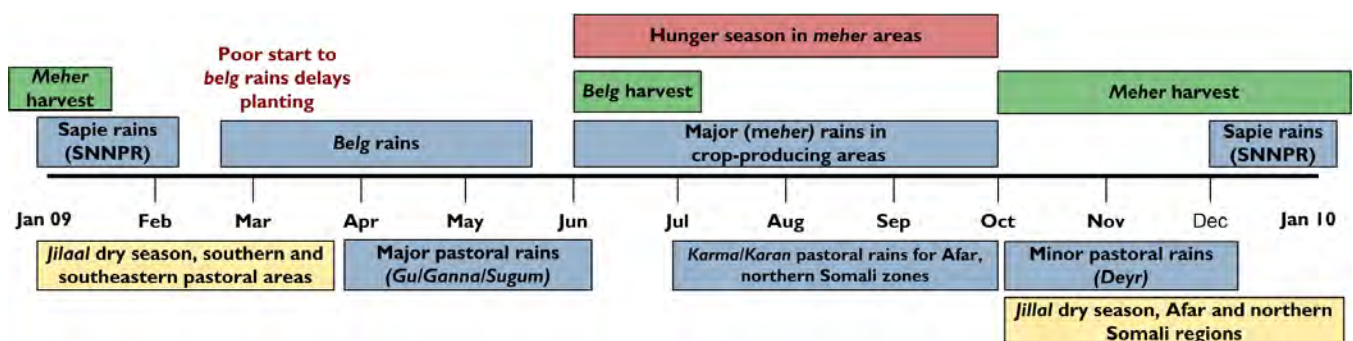 Hunger season in meher areas
Poor start to
belg rains delays
planting
Meher
harvest
Belg harvest
Meher harvest
Sapie rains
(SNNPR)
Belg rains
Major (meher) rains in
crop-producing areas
Sapie rains
(SNNPR)
Jan 09 Feb Mar Apr May Jun Jul Aug Sep Oct Nov Dec Jan 10
Jilaal dry season, southern and
southeastern pastoral areas
Major pastoral rains
(Gu/Ganna/Sugum)
Karma/Karan pastoral rains for Afar,
northern Somali zones
Minor pastoral rains
(Deyr)
Jillal dry season, Afar and northern
Somali regions